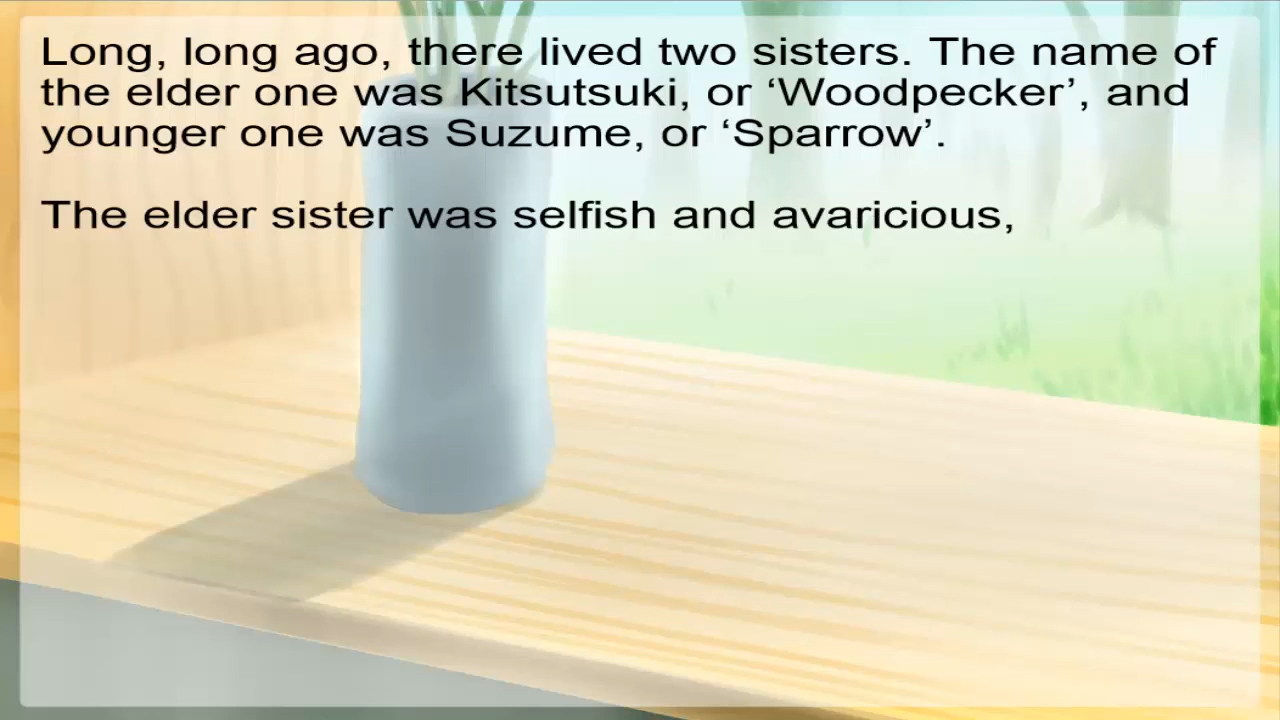 Long, long ago, there lived two sisters. The name of
the elder one was Kitsutsuki, or ‘Woodpecker’, and
younger one was Suzume, or ‘Sparrow’.
The elder sister was selfish and avaricious,